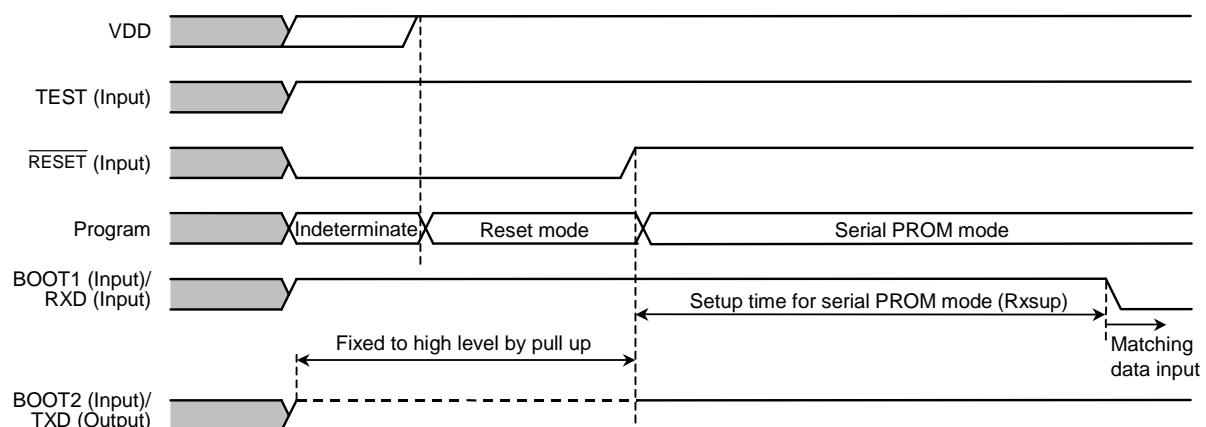 VDD
TEST (Input)
RESET (Input)
Program
Indeterminate
Reset mode
Serial PROM mode
BOOT1 (Input)/
RXD (Input)
Setup time for serial PROM mode (Rxsup)
Fixed to high level by pull up
Matching
data input
BOOT2 (Input)/
TXD (Output)